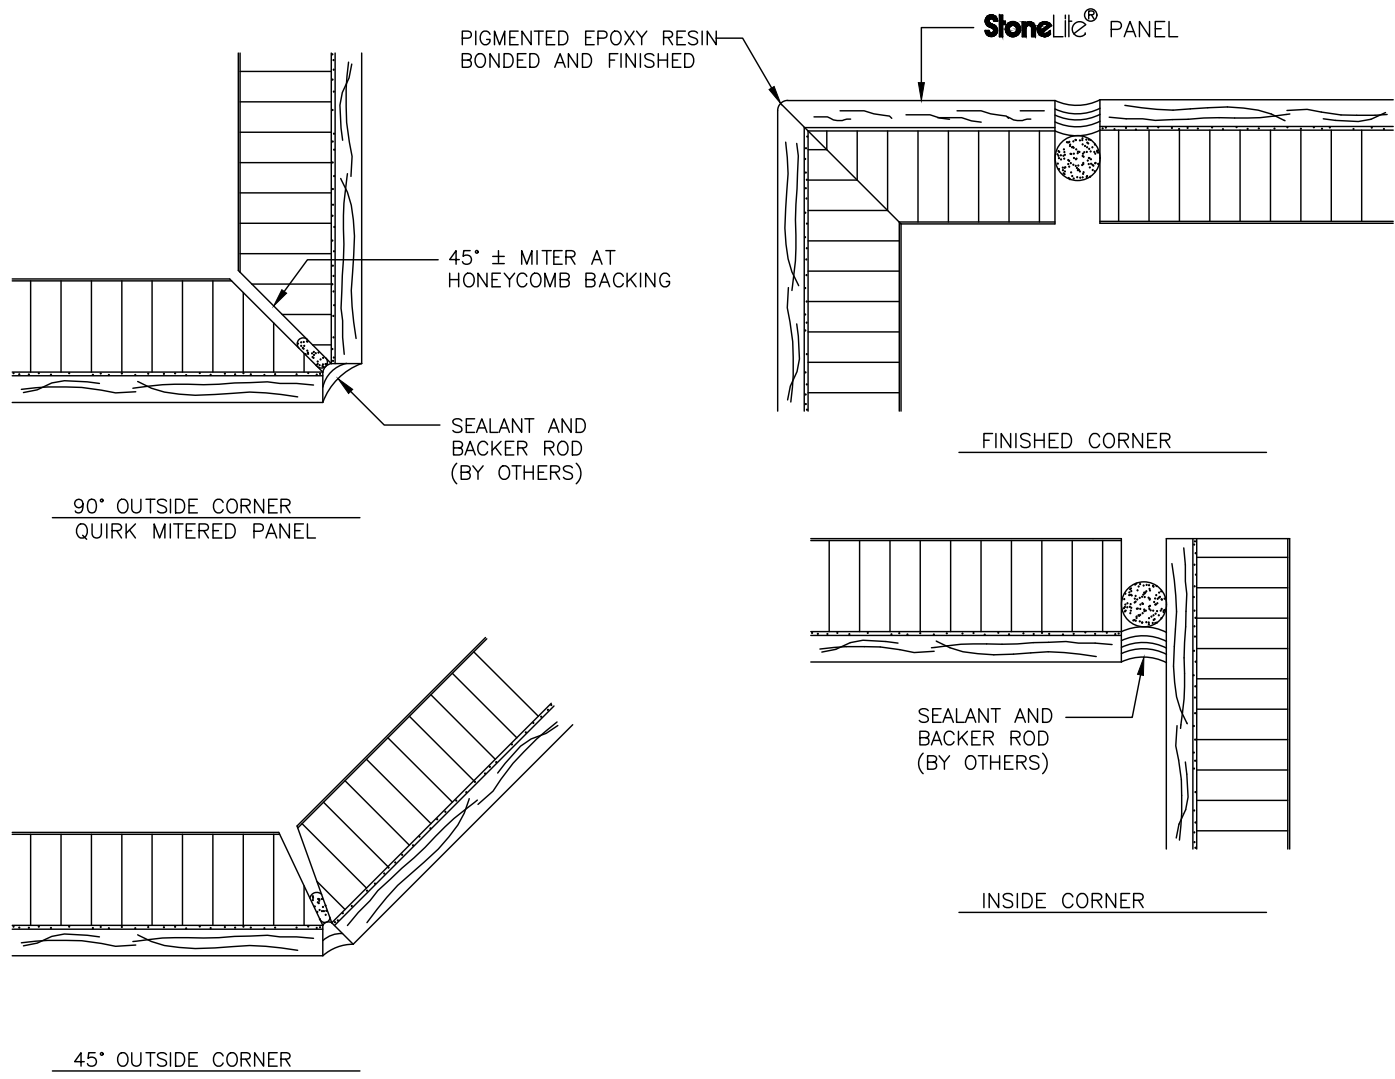 PIGMENTED EPOXY RESIN
BONDED AND FINISHED
StoneLite® PANEL
45° ± MITER AT
HONEYCOMB BACKING
SEALANT AND
BACKER ROD
(BY OTHERS)
90° OUTSIDE CORNER
QUIRK MITERED PANEL
FINISHED CORNER
SEALANT AND
BACKER ROD
(BY OTHERS)
INSIDE CORNER
45° OUTSIDE CORNER